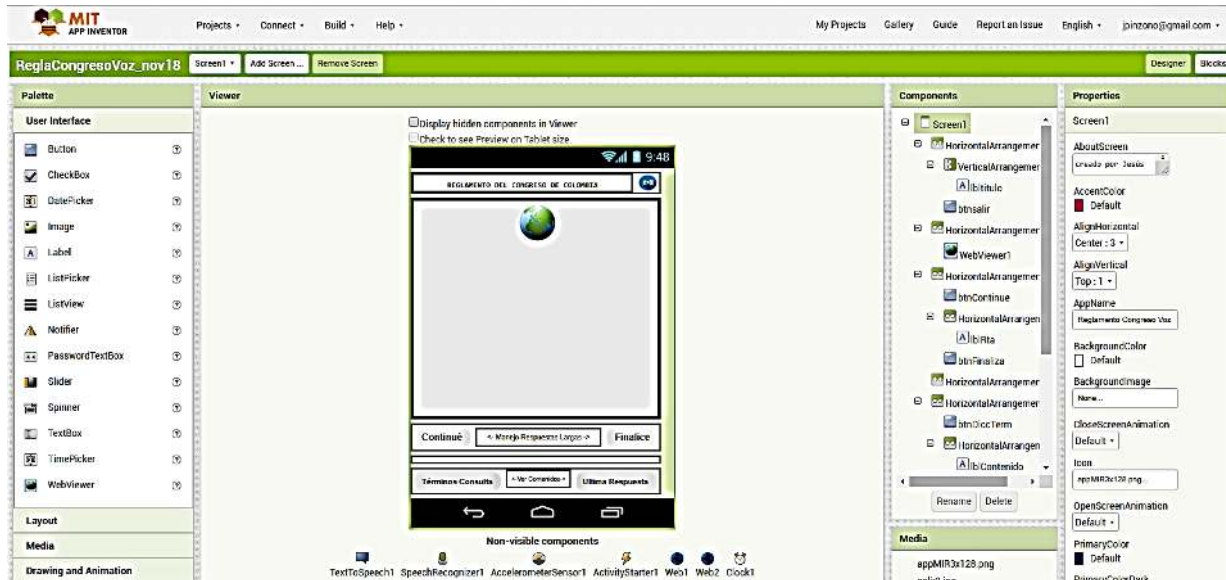 MIT
APP INVENTOR
Projects Connect Build Help
My Projects Gallery Guide Report an Issue English jpinzono@gmail.com
ReglaCongresoVoz_nov18 Screen1 Add Screen ... Remove Screen Designer Blocks
Palette
User Interface
Button
CheckBox
DatePicker
Image
Label
ListPicker
ListView
Notifier
PasswordTextBox
Slider
Spinner
TextBox
TimePicker
WebViewer
Layout
Media
Drawing and Animation
Viewer
Display hidden components in Viewer
Check to see Preview on Tablet size.
9:48
REGLAMENTO DEL CONGRESO DE COLOMBIA
Continuè <- Manejo Respuestas Largas -> Finalice
Tèrminos Consulta <-Ver Contenidos-> Ultima Respuesta
Non-visible components
TextToSpeech1 SpeechRecognizer1 AccelerometerSensor1 ActivityStarter1 Web1 Web2 Clock1
Components
Screen1
HorizontalArrangemer
VerticalArrangemer
lbltitulo
btnsalir
HorizontalArrangemer
WebViewer1
HorizontalArrangemer
btnContinue
HorizontalArrangen
lblRta
btnFinaliza
HorizontalArrangemer
HorizontalArrangemer
btnDiccTerm
HorizontalArrangen
lblContenido
Rename Delete
Media
appMIR3x128.png
Properties
Screen1
AboutScreen
creado por Jesús
AccentColor
Default
AlignHorizontal
Center : 3
AlignVertical
Top : 1
AppName
Reglamento Congreso Voz
BackgroundColor
Default
BackgroundImage
None...
CloseScreenAnimation
Default
Icon
appMIR3x128.png...
OpenScreenAnimation
Default
PrimaryColor
Default
PrimaryColorDark